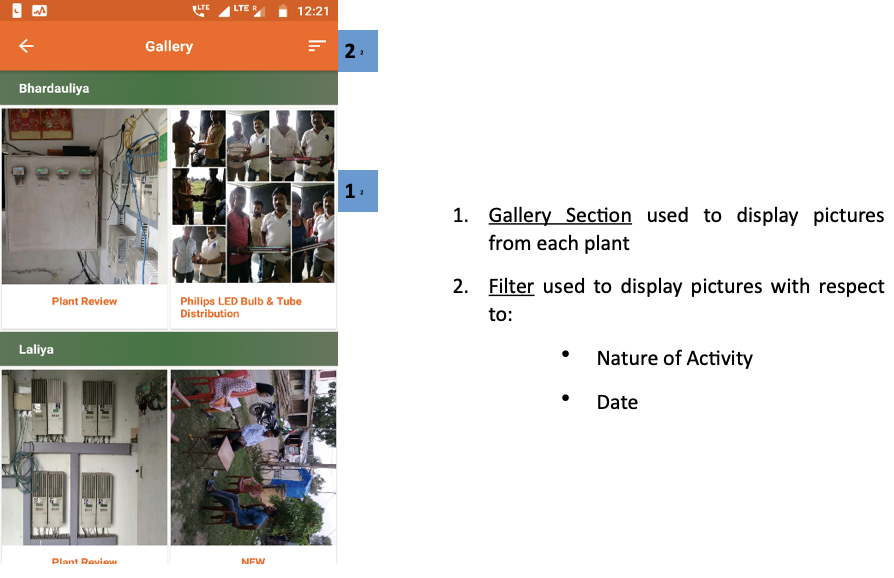 LTE LTE R 12:21
Gallery
2 2
Bhardauliya
1 2
Plant Review
Philips LED Bulb & Tube
Distribution
Laliya
Plant Review
NEW
1. Gallery Section used to display pictures
from each plant
2. Filter used to display pictures with respect
to:
• Nature of Activity
• Date